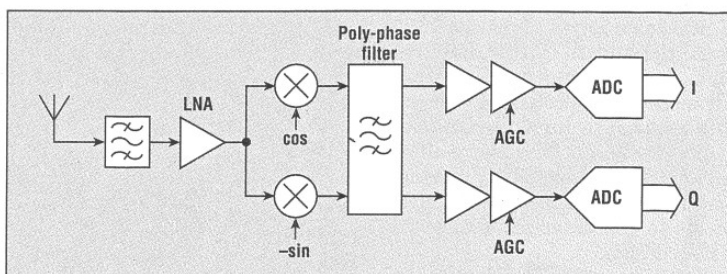 Poly-phase
filter
LNA
cos
AGC
ADC
I
–sin
AGC
ADC
Q